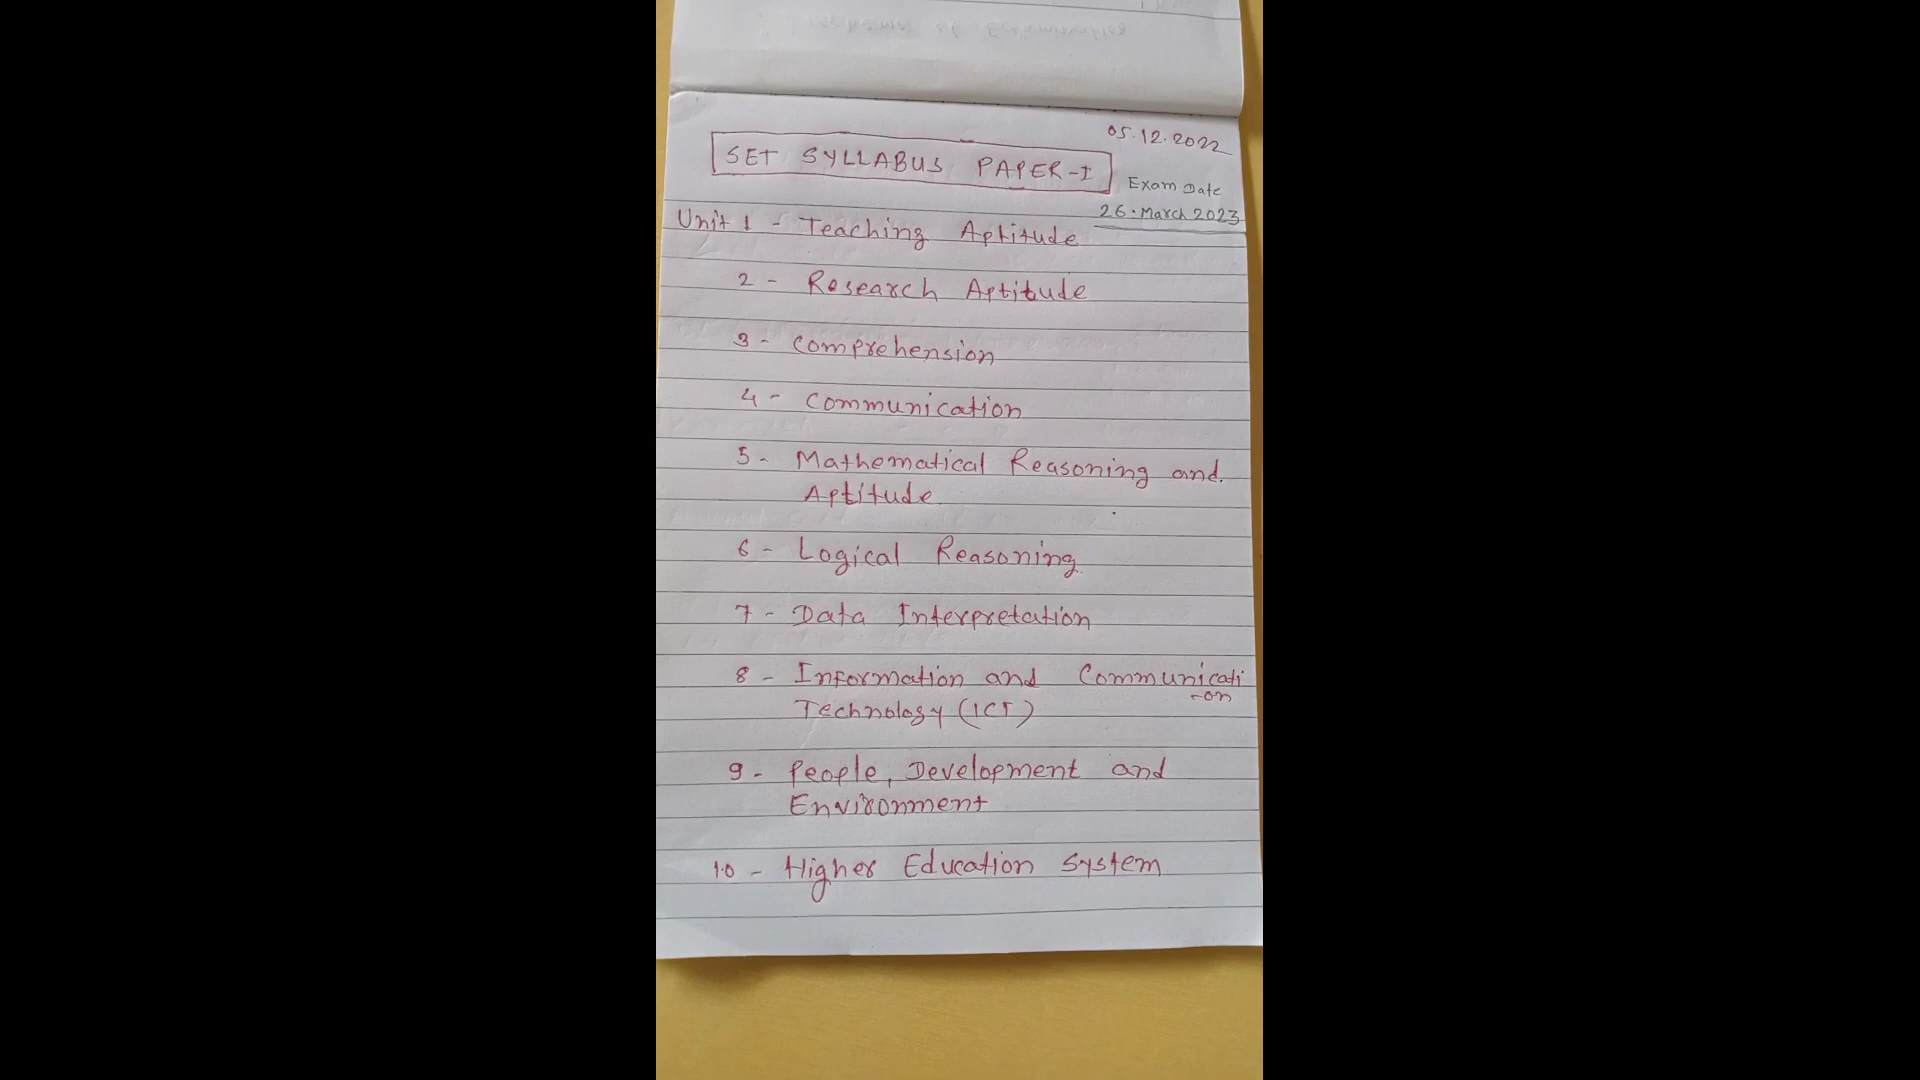 05.12.2022
SET SYLLABUS PAPER-I
Exam Date
26. March 2023
Unit 1 - Teaching Aptitude
2 - Research Aptitude
3 - Comprehension
4 - Communication
5 - Mathematical Reasoning and
Aptitude
6 - Logical Reasoning
7 - Data Interpretation
8 - Information and Communicati
-on
Technology (ICT)
9 - People, Development and
Environment
10 - Higher Education System